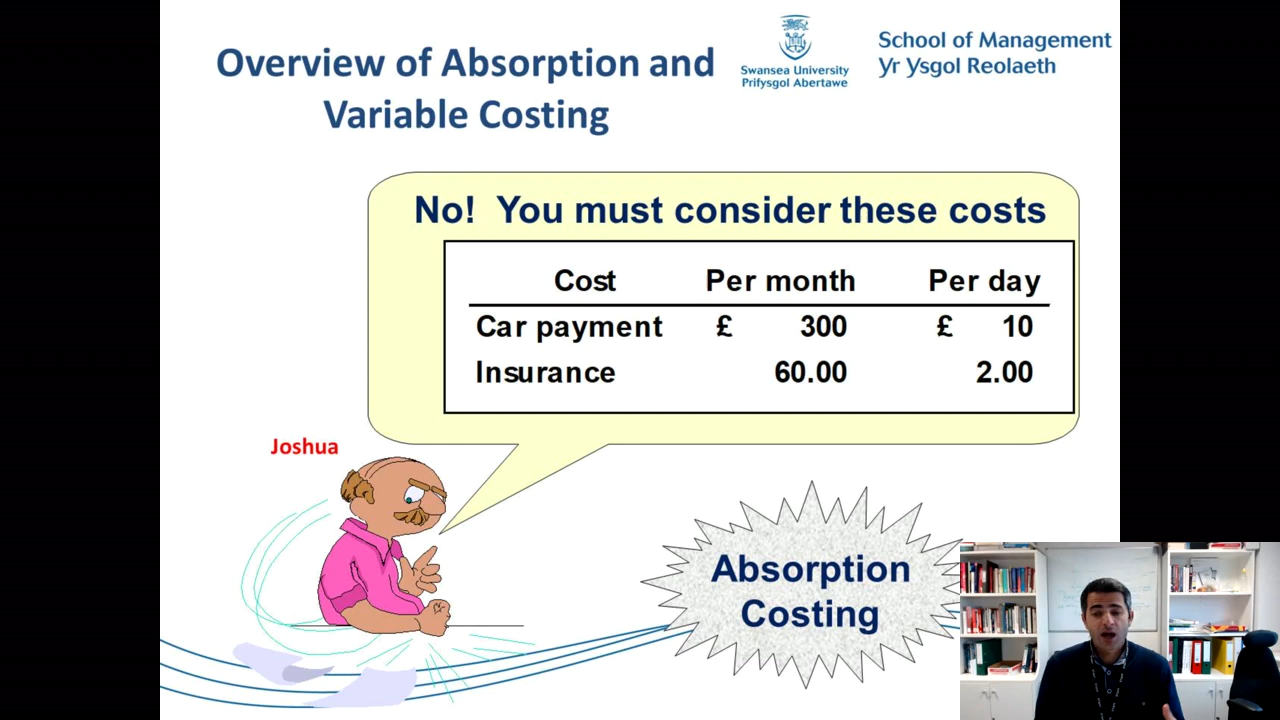 Overview of Absorption and
Variable Costing
Swansea University
Prifysgol Abertawe
School of Management
Yr Ysgol Reolaeth
No! You must consider these costs
Cost Per month Per day
Car payment £ 300 £ 10
Insurance 60.00 2.00
Joshua
Absorption
Costing